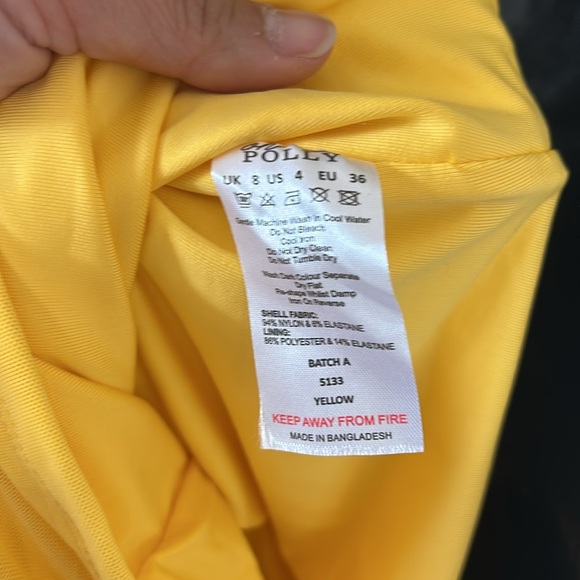 POLLY
UK 8 US 4 EU 36
Gentle Machine Wash in Cool Water
Do Not Bleach
Cool Iron
Do Not Dry Clean
Do Not Tumble Dry
Wash Dark Colour Separate
Dry Flat
Re-shape Whilst Damp
Iron On Reverse
SHELL FABRIC:
94% NYLON & 6% ELASTANE
LINING:
86% POLYESTER & 14% ELASTANE
BATCH A
5133
YELLOW
KEEP AWAY FROM FIRE
MADE IN BANGLADESH